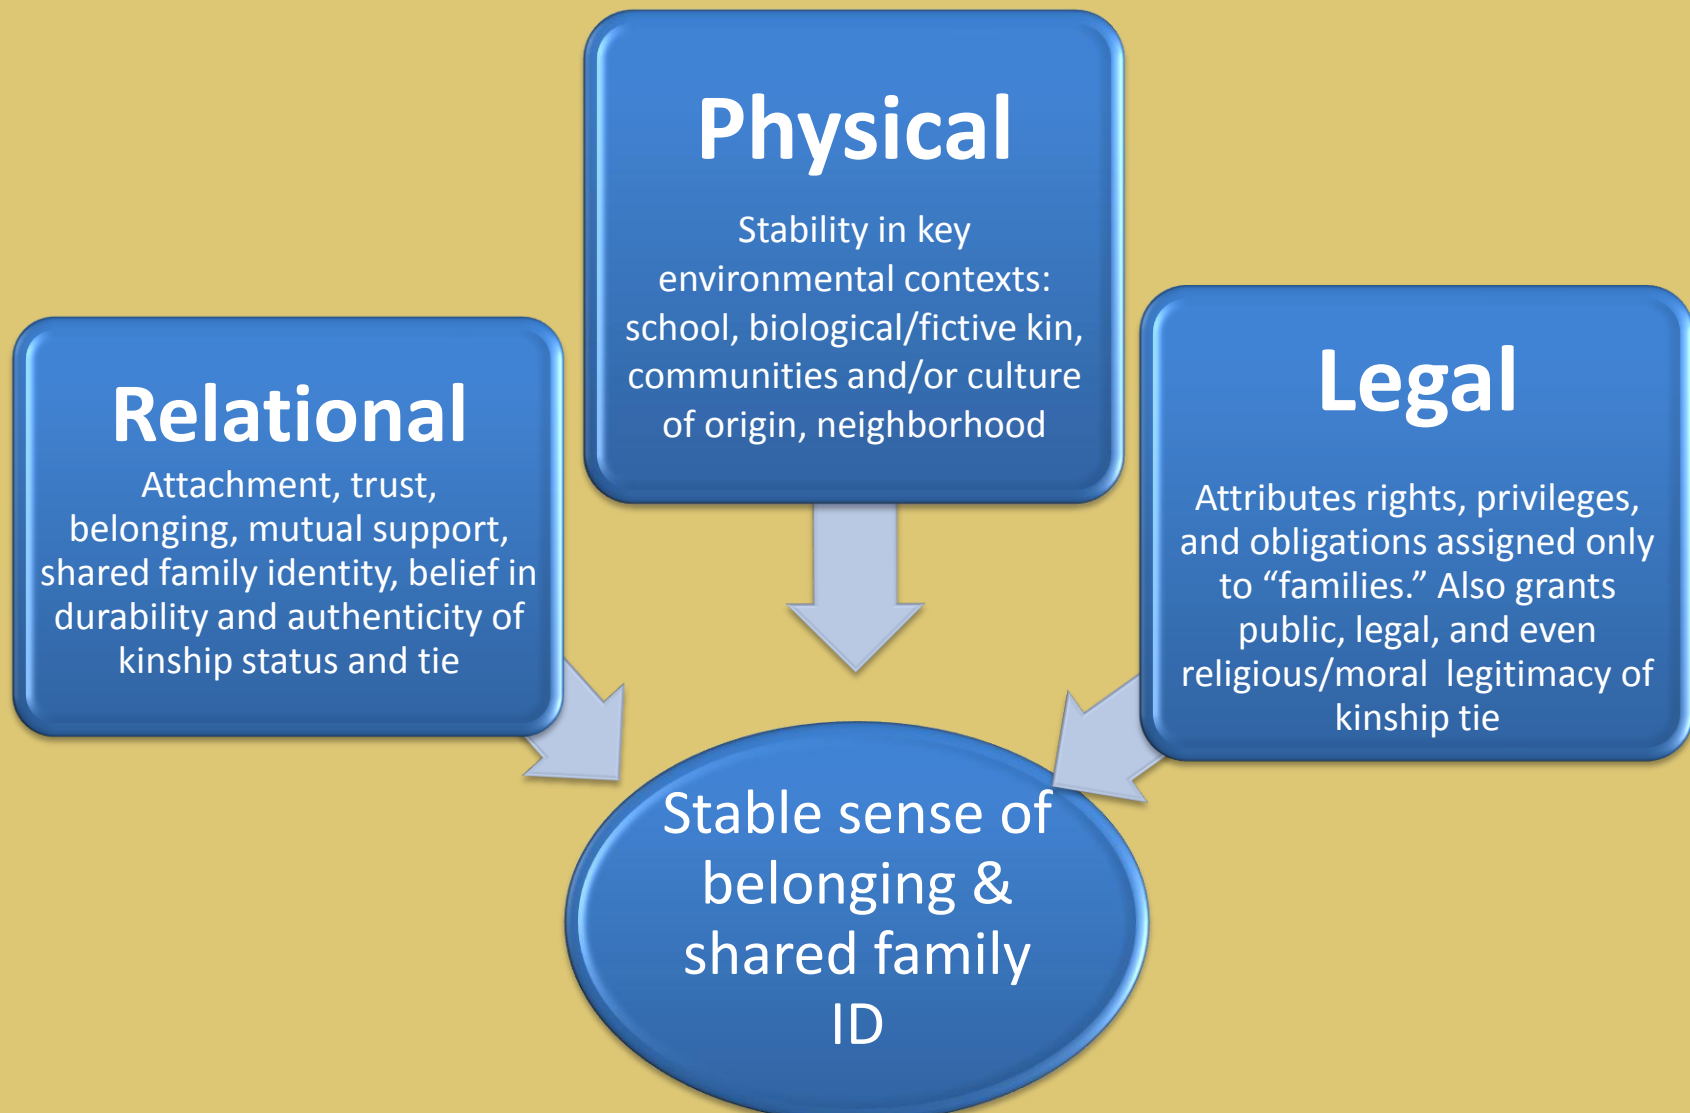 Physical
Stability in key
environmental contexts:
school, biological/fictive kin,
communities and/or culture
of origin, neighborhood
Relational
Attachment, trust,
belonging, mutual support,
shared family identity, belief in
durability and authenticity of
kinship status and tie
Legal
Attributes rights, privileges,
and obligations assigned only
to “families.” Also grants
public, legal, and even
religious/moral  legitimacy of
kinship tie
Stable sense of
belonging &
shared family
ID